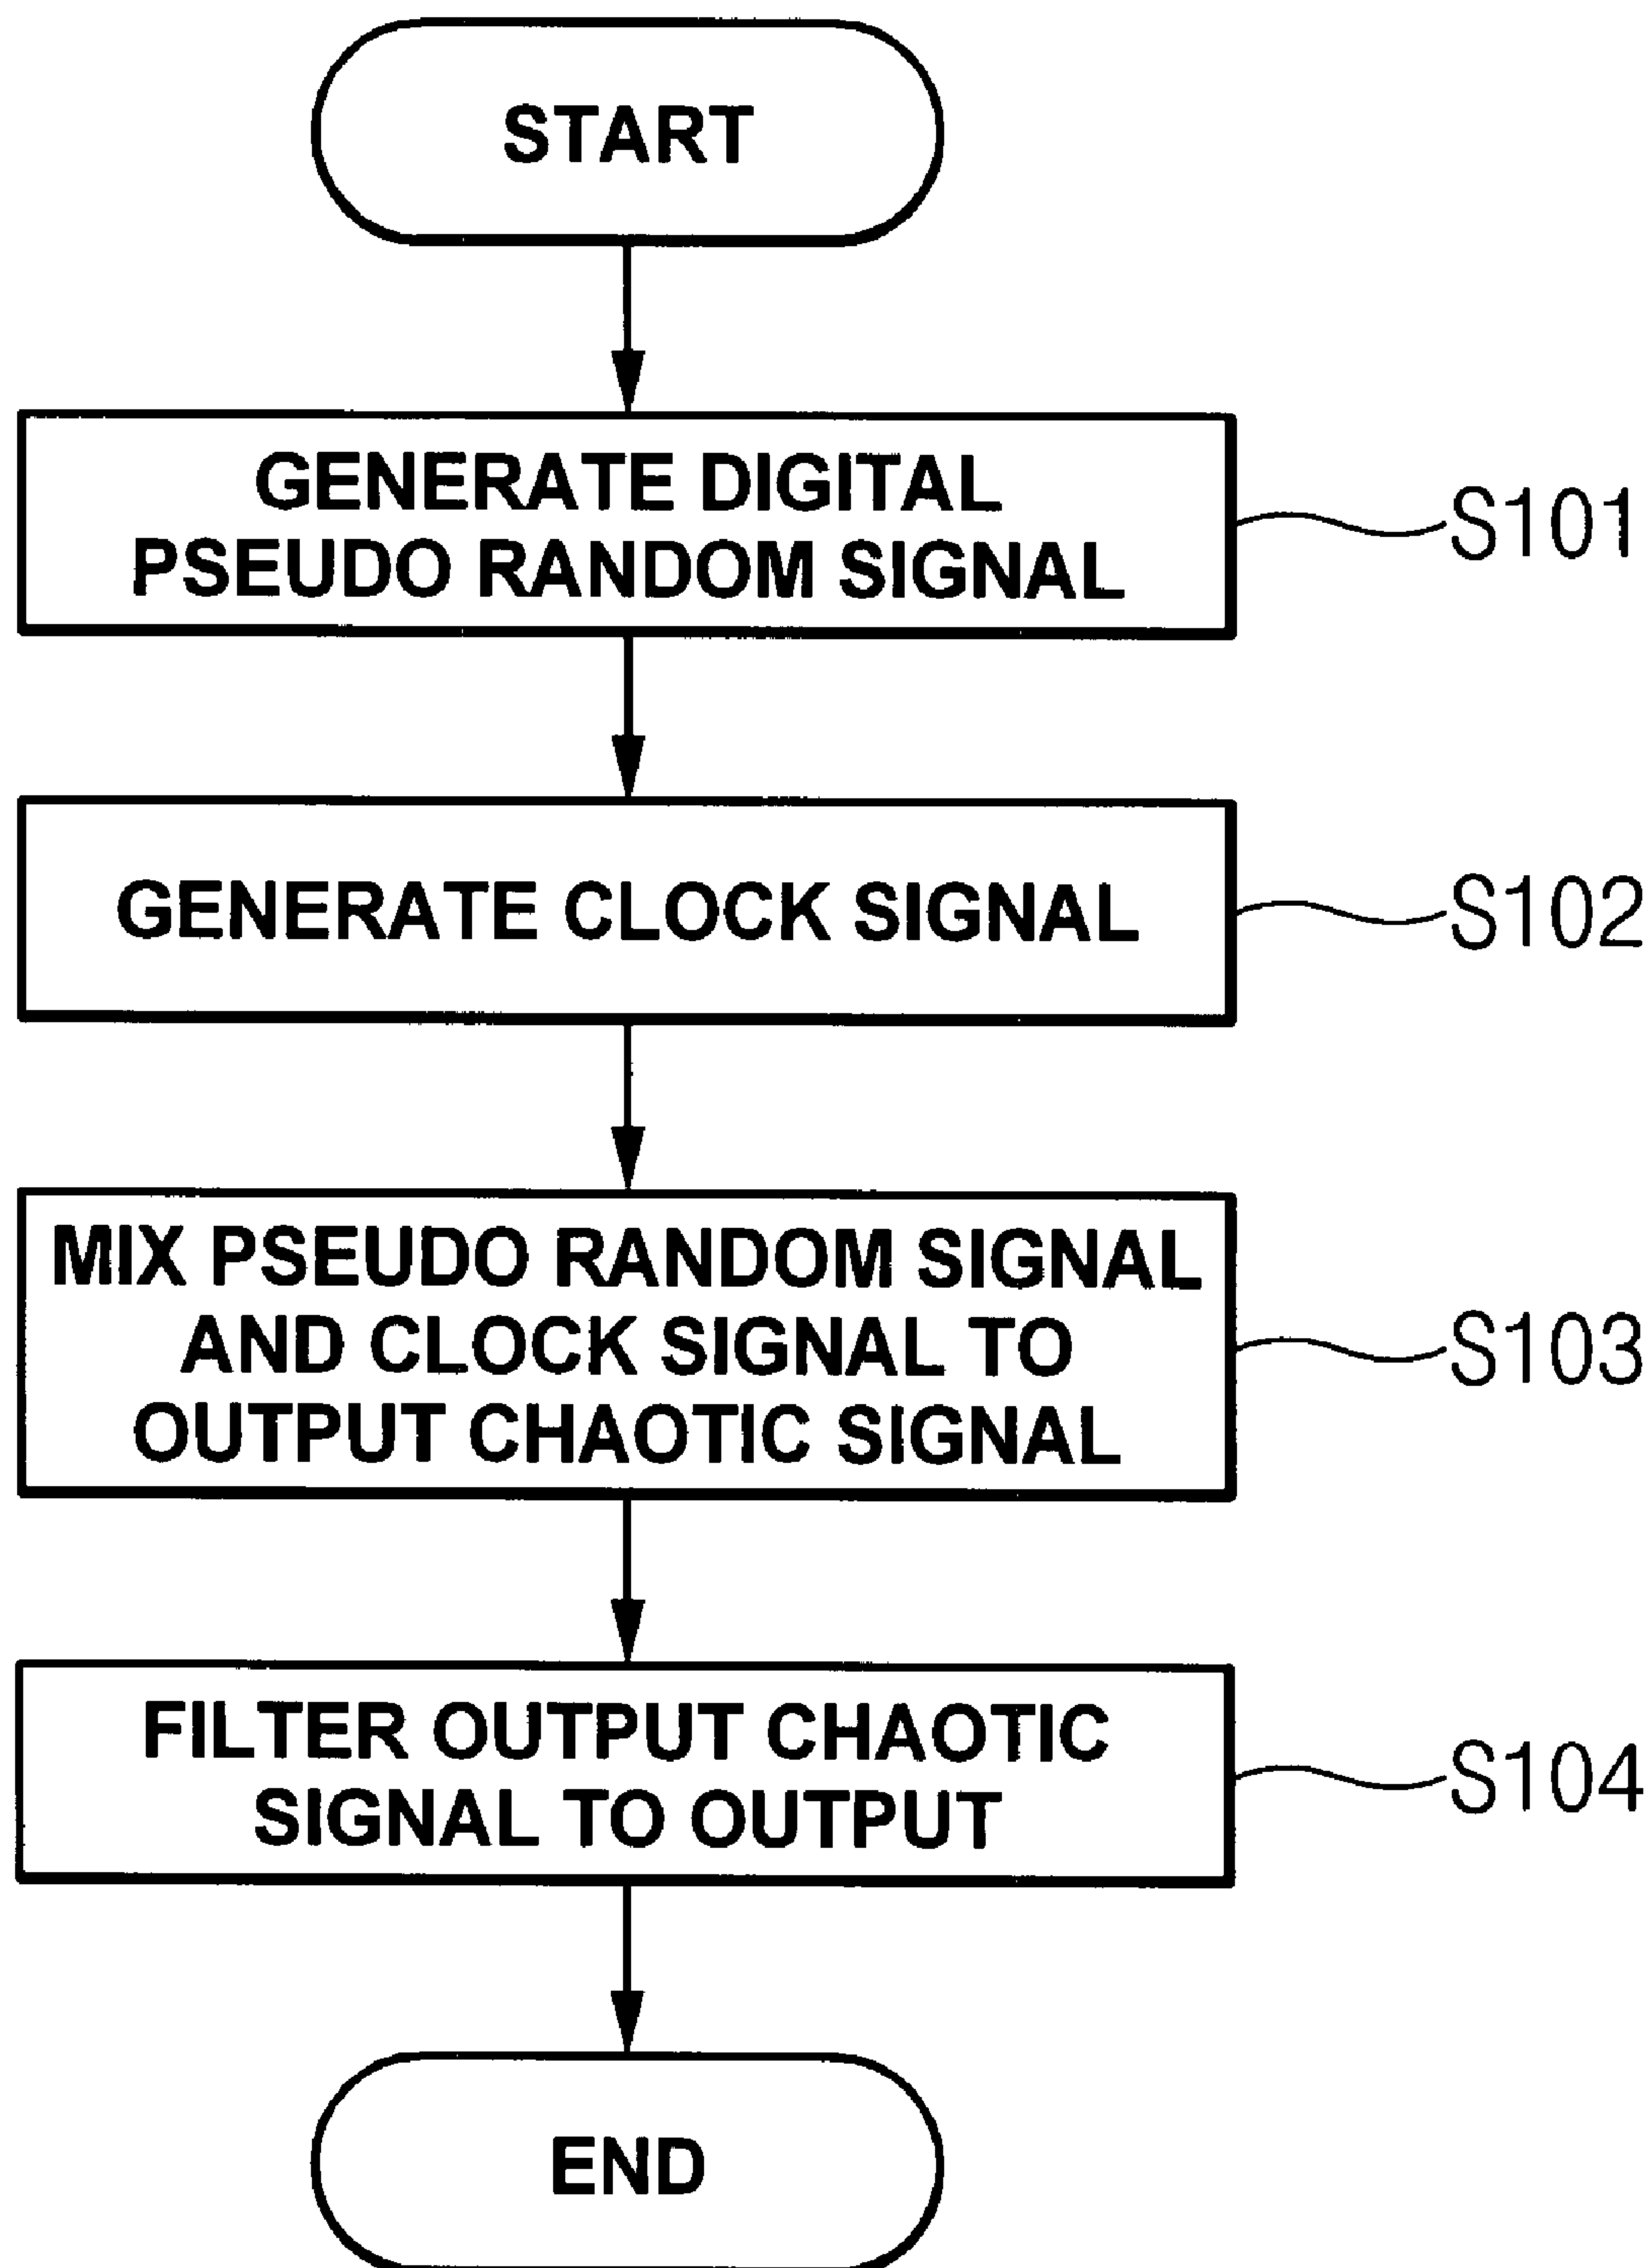 START
GENERATE DIGITAL
PSEUDO RANDOM SIGNAL
S101
GENERATE CLOCK SIGNAL
S102
MIX PSEUDO RANDOM SIGNAL
AND CLOCK SIGNAL TO
OUTPUT CHAOTIC SIGNAL
S103
FILTER OUTPUT CHAOTIC
SIGNAL TO OUTPUT
S104
END